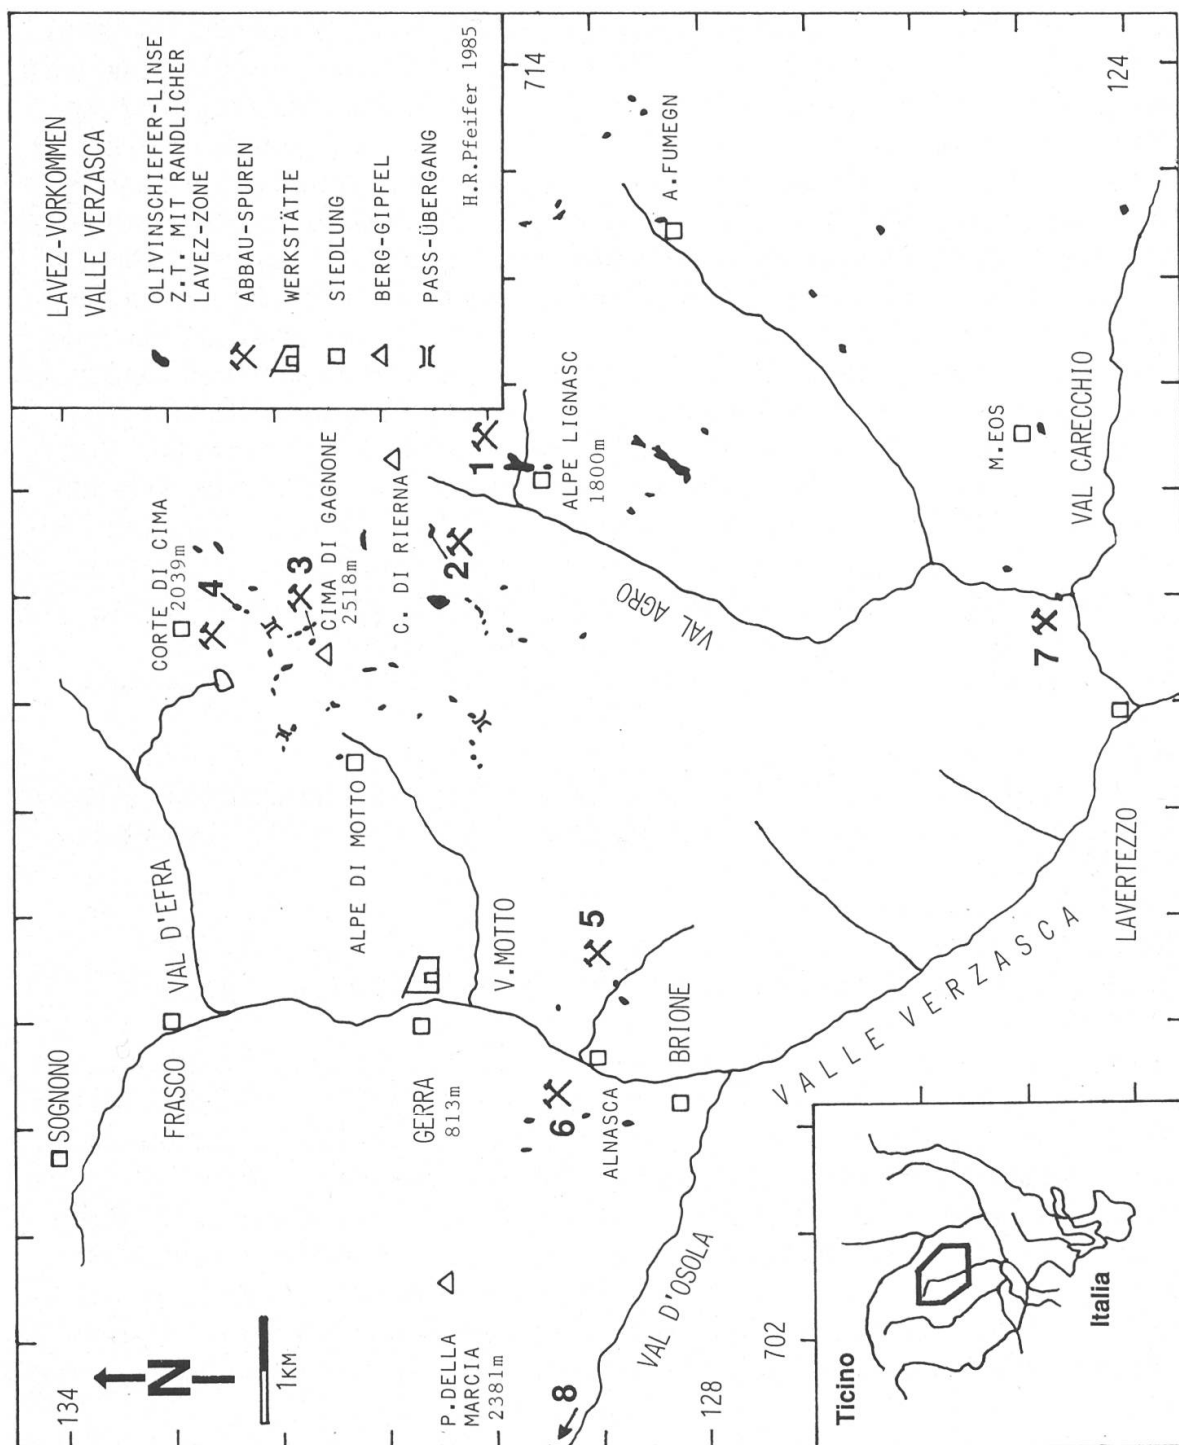 LAVEZ-VORKOMMEN
VALLE VERZASCA
OLIVINSCHIEFER-LINSE
Z.T. MIT RANDLICHER
LAVEZ-ZONE
ABBAU-SPUREN
WERKSTÄTTE
SIEDLUNG
BERG-GIPFEL
PASS-ÜBERGANG
H.R.Pfeifer 1985
134
N
1KM
SOGNONO
FRASCO
VAL D'EFRA
CORTE DI CIMA
2039m
4
3
CIMA DI GAGNONE
2518m
C. DI RIERNA
ALPE DI MOTTO
GERRA
813m
V.MOTTO
P.DELLA
MARCIA
2381m
2
1
ALPE LIGNASC
1800m
714
A.FUMEGN
VAL AGRO
5
6
ALNASCA
BRIONE
8
VAL D'OSOLA
128
702
VALLE VERZASCA
M.EOS
VAL CARECCHIO
7
LAVERTEZZO
124
Ticino
Italia